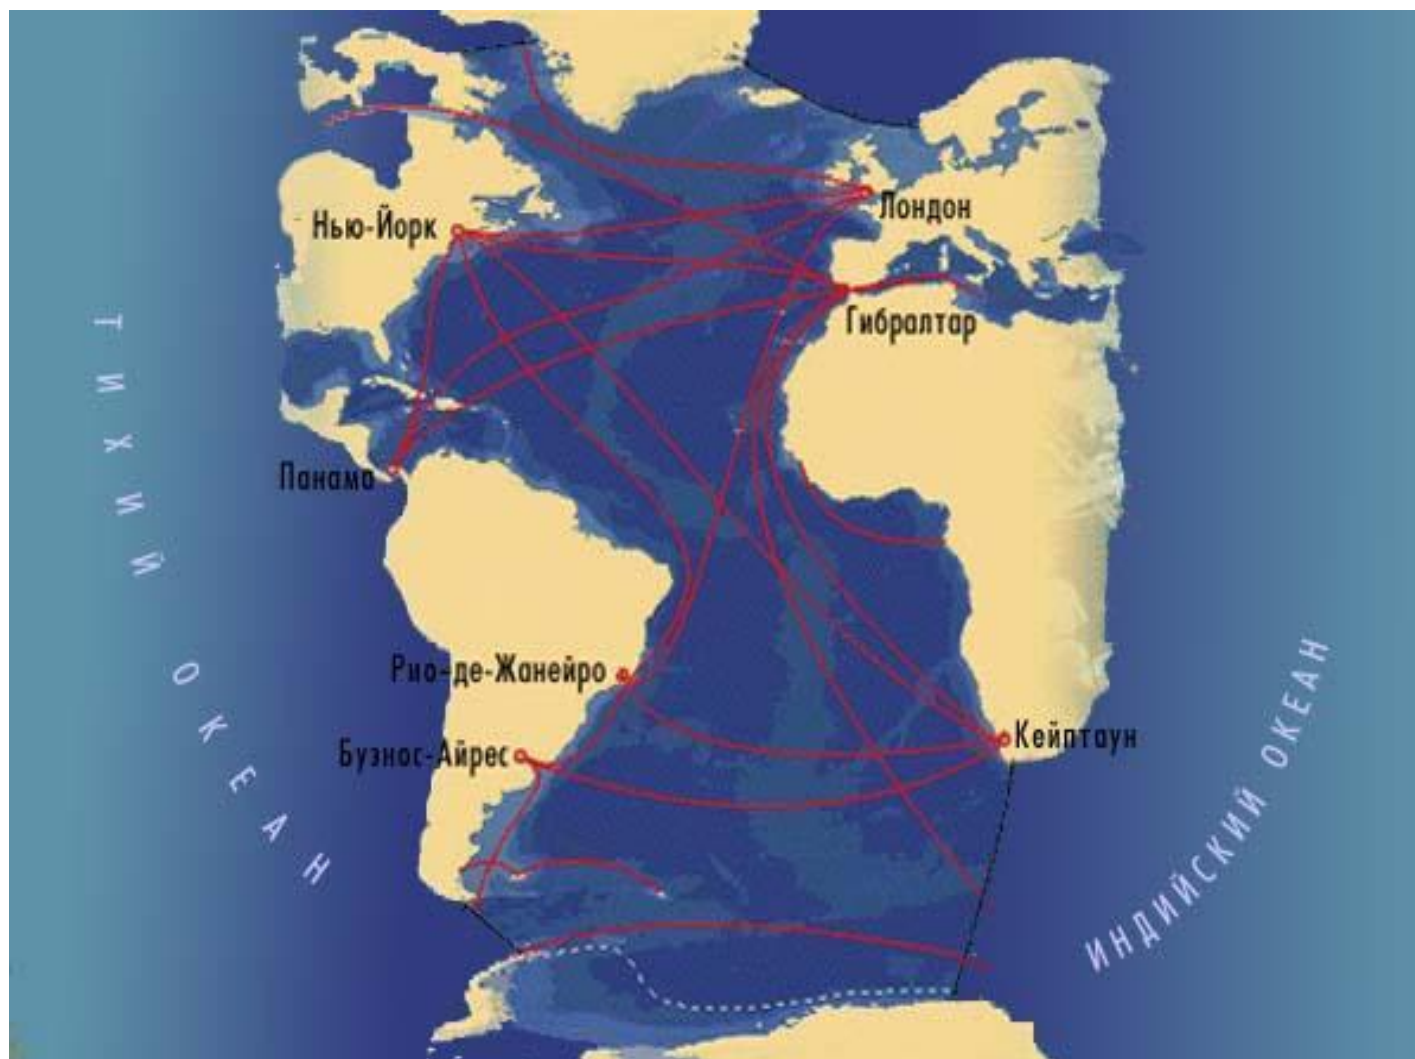 Лондон
Нью-Йорк
Гибралтар
Панама
Рио-де-Жанейро
Кейптаун
Буэнос-Айрес
ТИХИЙ ОКЕАН
ИНДИЙСКИЙ ОКЕАН